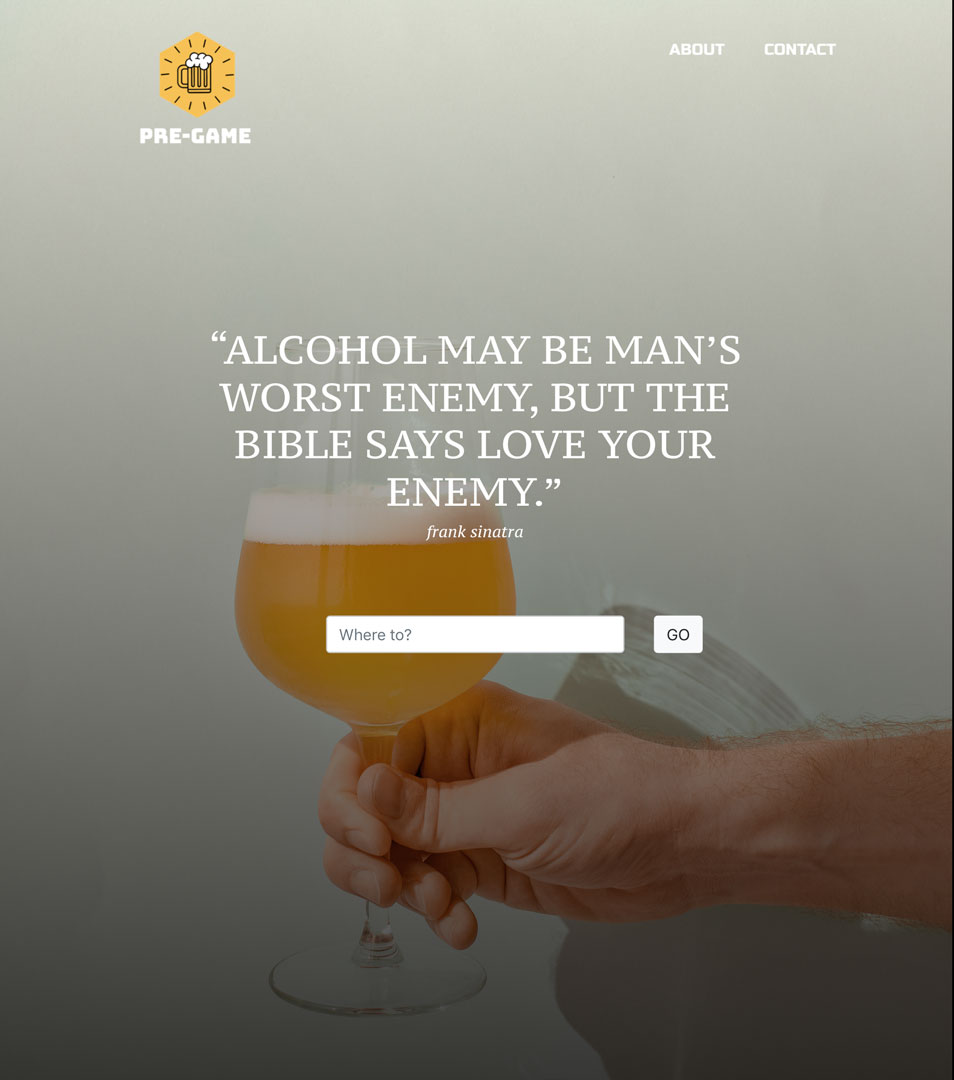 ABOUT CONTACT
PRE-GAME
“ALCOHOL MAY BE MAN’S
WORST ENEMY, BUT THE
BIBLE SAYS LOVE YOUR
ENEMY.”
frank sinatra
Where to? GO